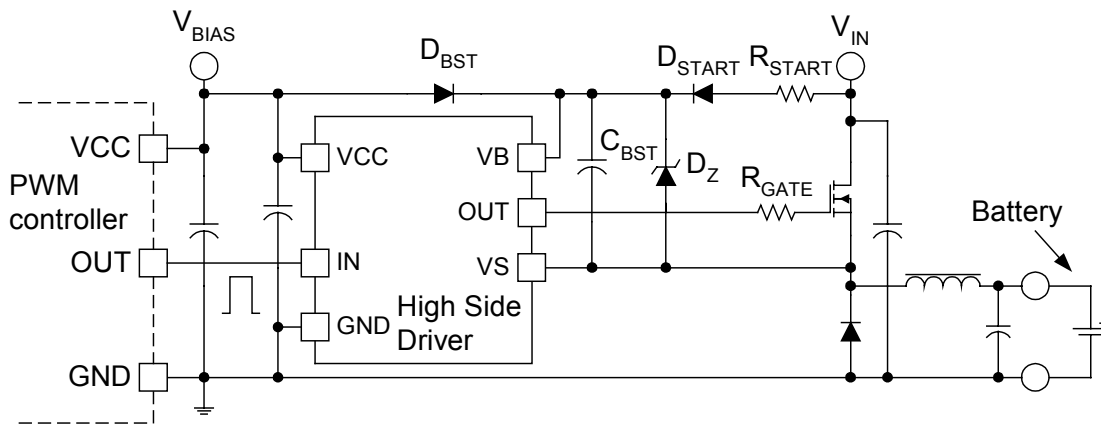 V_BIAS
D_BST
D_START
R_START
V_IN
VCC
PWM
controller
OUT
GND
VCC
IN
GND
VB
OUT
VS
High Side
Driver
C_BST
D_Z
R_GATE
Battery
+